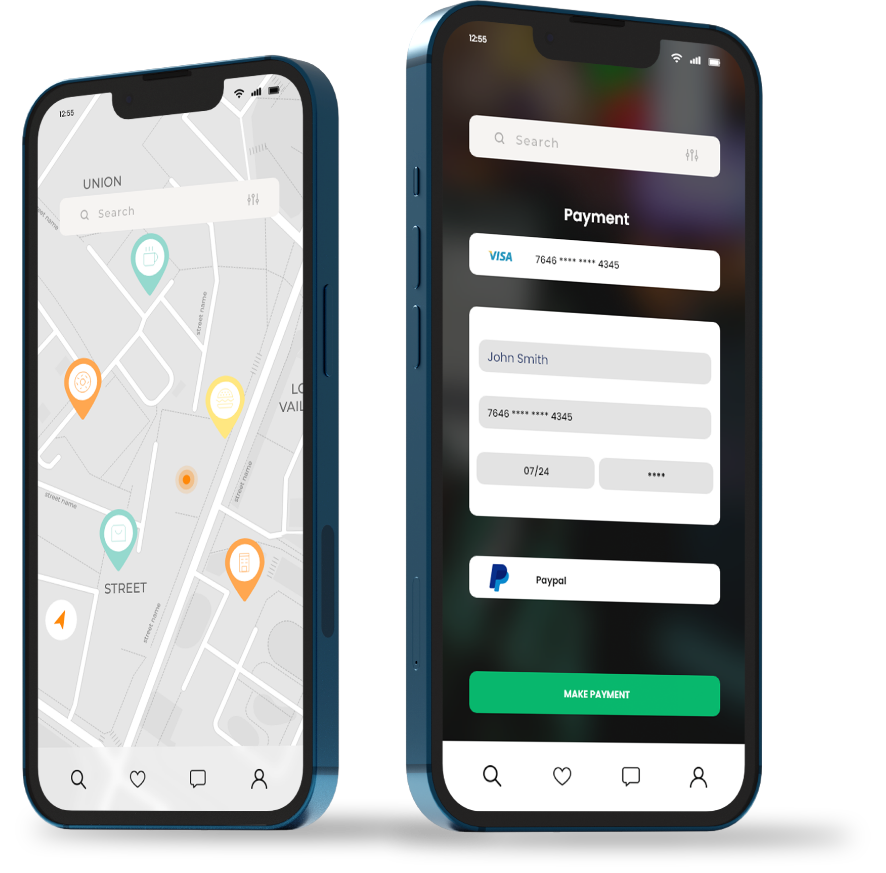 12:55
UNION
street name
Search
street name
LO
VAIL
street name
street name
STREET
street name
12:55
Search
Payment
VISA
7646 **** **** 4345
John Smith
7646 **** **** 4345
07/24
****
Paypal
MAKE PAYMENT